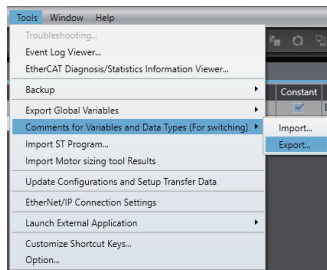 Tools Window Help
Troubleshooting...
Event Log Viewer...
EtherCAT Diagnosis/Statistics Information Viewer...
Constant
Backup
Export Global Variables
Comments for Variables and Data Types (For switching) Import...
Import ST Program... Export...
Import Motor sizing tool Results
Update Configurations and Setup Transfer Data
EtherNet/IP Connection Settings
Launch External Application
Customize Shortcut Keys...
Option...